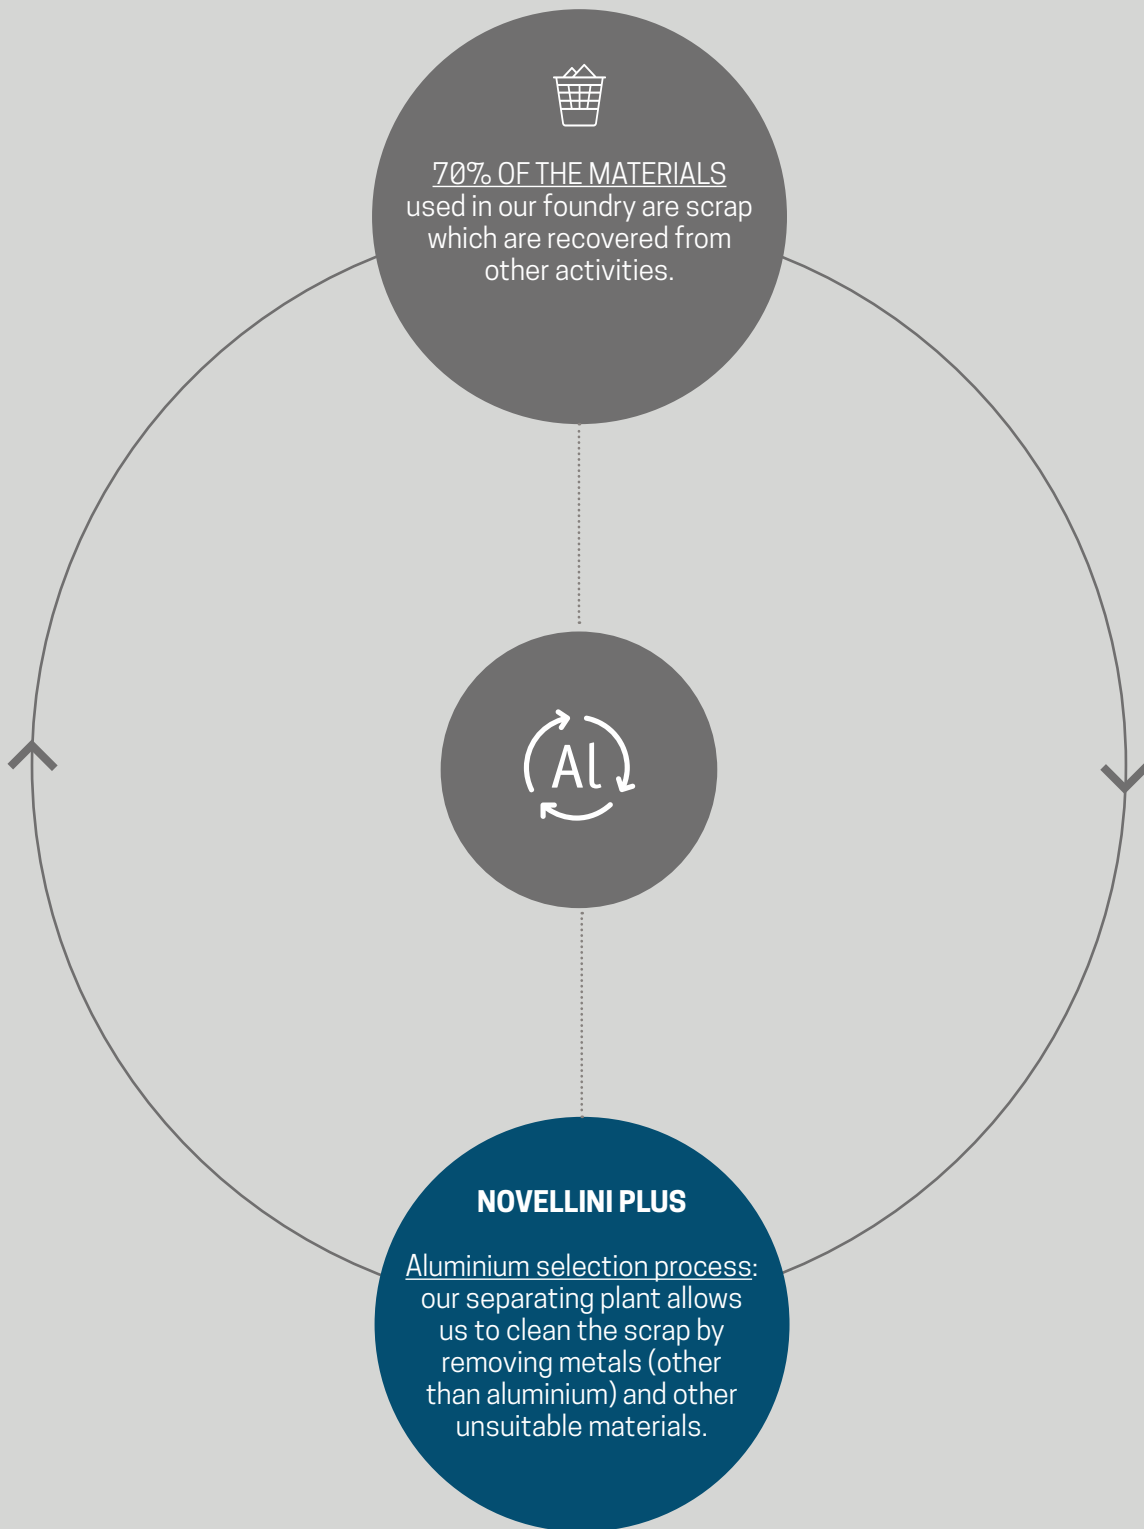 70% OF THE MATERIALS
used in our foundry are scrap
which are recovered from
other activities.
Al
NOVELLINI PLUS
Aluminium selection process:
our separating plant allows
us to clean the scrap by
removing metals (other
than aluminium) and other
unsuitable materials.